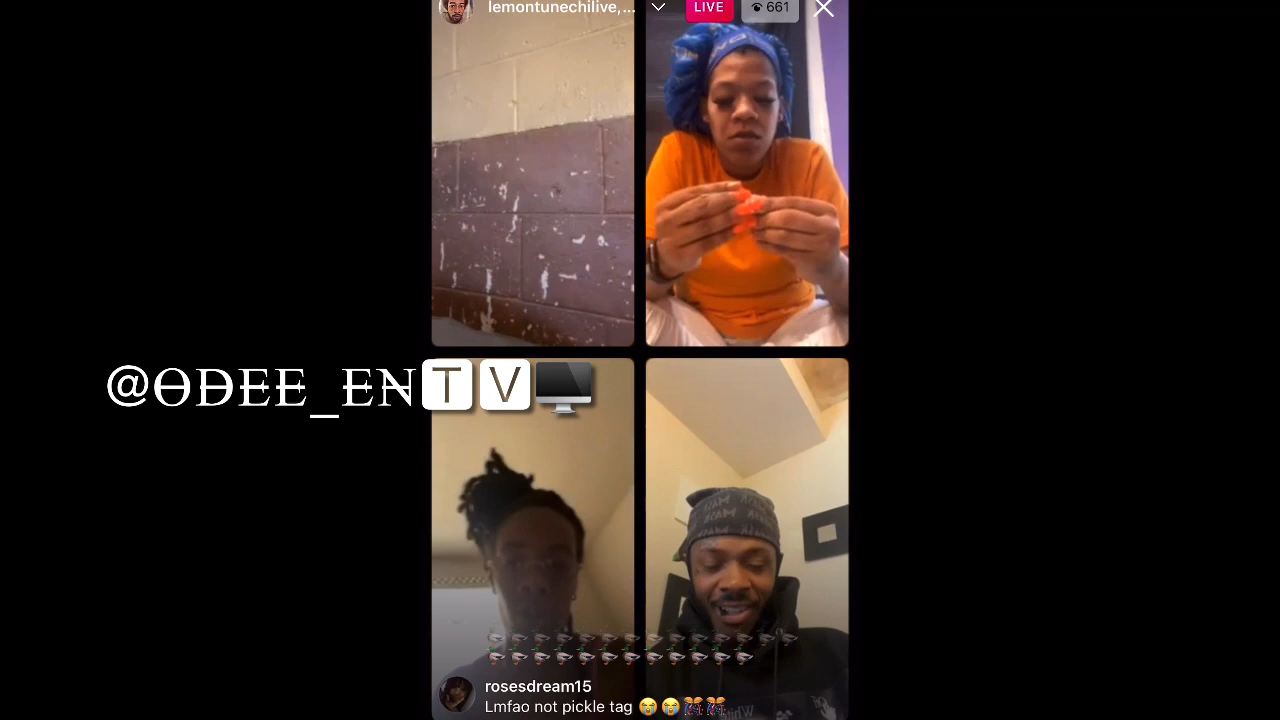 lemontunechilive,...
LIVE
661
@ODEE_ENTV
rosesdream15
Lmfao not pickle tag 😭😭